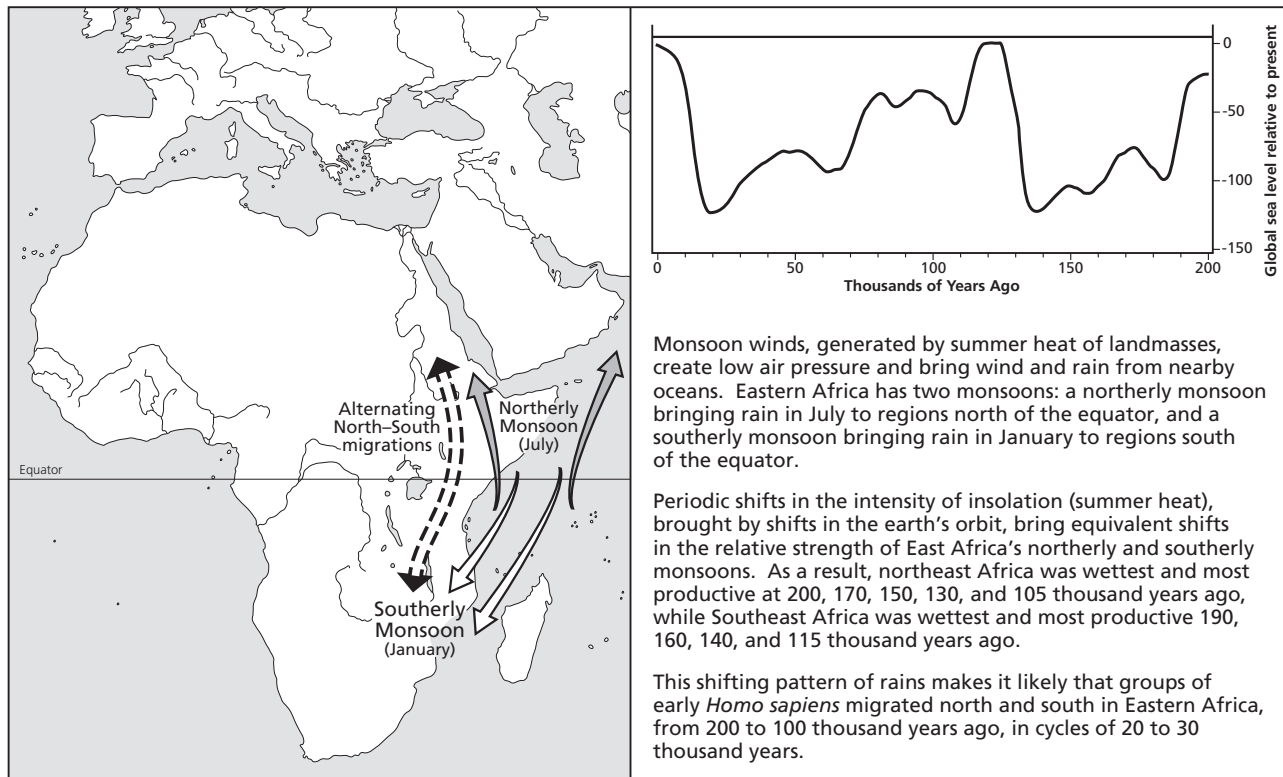 Alternating
North–South
migrations
Northerly
Monsoon
(July)
Equator
Southerly
Monsoon
(January)
0
-50
-100
-150
Global sea level relative to present
0
50
100
150
200
Thousands of Years Ago
Monsoon winds, generated by summer heat of landmasses,
create low air pressure and bring wind and rain from nearby
oceans. Eastern Africa has two monsoons: a northerly monsoon
bringing rain in July to regions north of the equator, and a
southerly monsoon bringing rain in January to regions south
of the equator.
Periodic shifts in the intensity of insolation (summer heat),
brought by shifts in the earth's orbit, bring equivalent shifts
in the relative strength of East Africa's northerly and southerly
monsoons. As a result, northeast Africa was wettest and most
productive at 200, 170, 150, 130, and 105 thousand years ago,
while Southeast Africa was wettest and most productive 190,
160, 140, and 115 thousand years ago.
This shifting pattern of rains makes it likely that groups of
early Homo sapiens migrated north and south in Eastern Africa,
from 200 to 100 thousand years ago, in cycles of 20 to 30
thousand years.